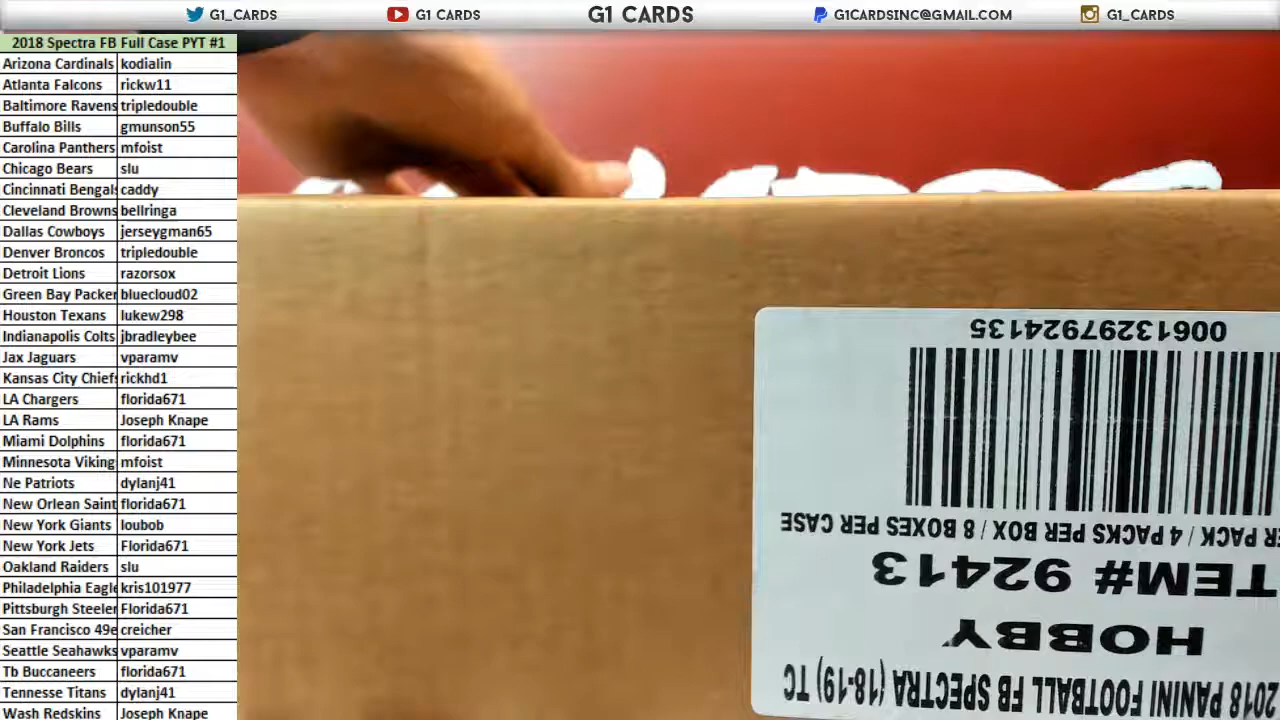 G1_CARDS
G1 CARDS
G1 CARDS
G1CARDSINC@GMAIL.COM
G1_CARDS
2018 Spectra FB Full Case PYT #1
Arizona Cardinals kodialin
Atlanta Falcons rickw11
Baltimore Ravens tripledouble
Buffalo Bills gmunson55
Carolina Panthers mfoist
Chicago Bears slu
Cincinnati Bengals caddy
Cleveland Browns bellringa
Dallas Cowboys jerseygman65
Denver Broncos tripledouble
Detroit Lions razorsox
Green Bay Packer bluecloud02
Houston Texans lukew298
Indianapolis Colts jbradleybee
Jax Jaguars vparamv
Kansas City Chiefs rickhd1
LA Chargers florida671
LA Rams Joseph Knape
Miami Dolphins florida671
Minnesota Viking mfoist
Ne Patriots dylanj41
New Orlean Saint florida671
New York Giants loubob
New York Jets Florida671
Oakland Raiders slu
Philadelphia Eagle kris101977
Pittsburgh Steeler Florida671
San Francisco 49e creicher
Seattle Seahawks vparamv
Tb Buccaneers florida671
Tennesse Titans dylanj41
Wash Redskins Joseph Knape
2018 PANINI FOOTBALL FB SPECTRA (18-19) TC
HOBBY
TEM# 92413
R PACK / 4 PACKS PER BOX / 8 BOXES PER CASE
00613297924135